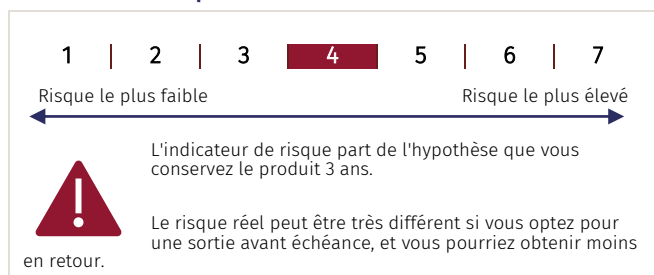 1 | 2 | 3 | 4 | 5 | 6 | 7
Risque le plus faible Risque le plus élevé
L'indicateur de risque part de l'hypothèse que vous
conservez le produit 3 ans.
Le risque réel peut être très différent si vous optez pour
une sortie avant échéance, et vous pourriez obtenir moins
en retour.